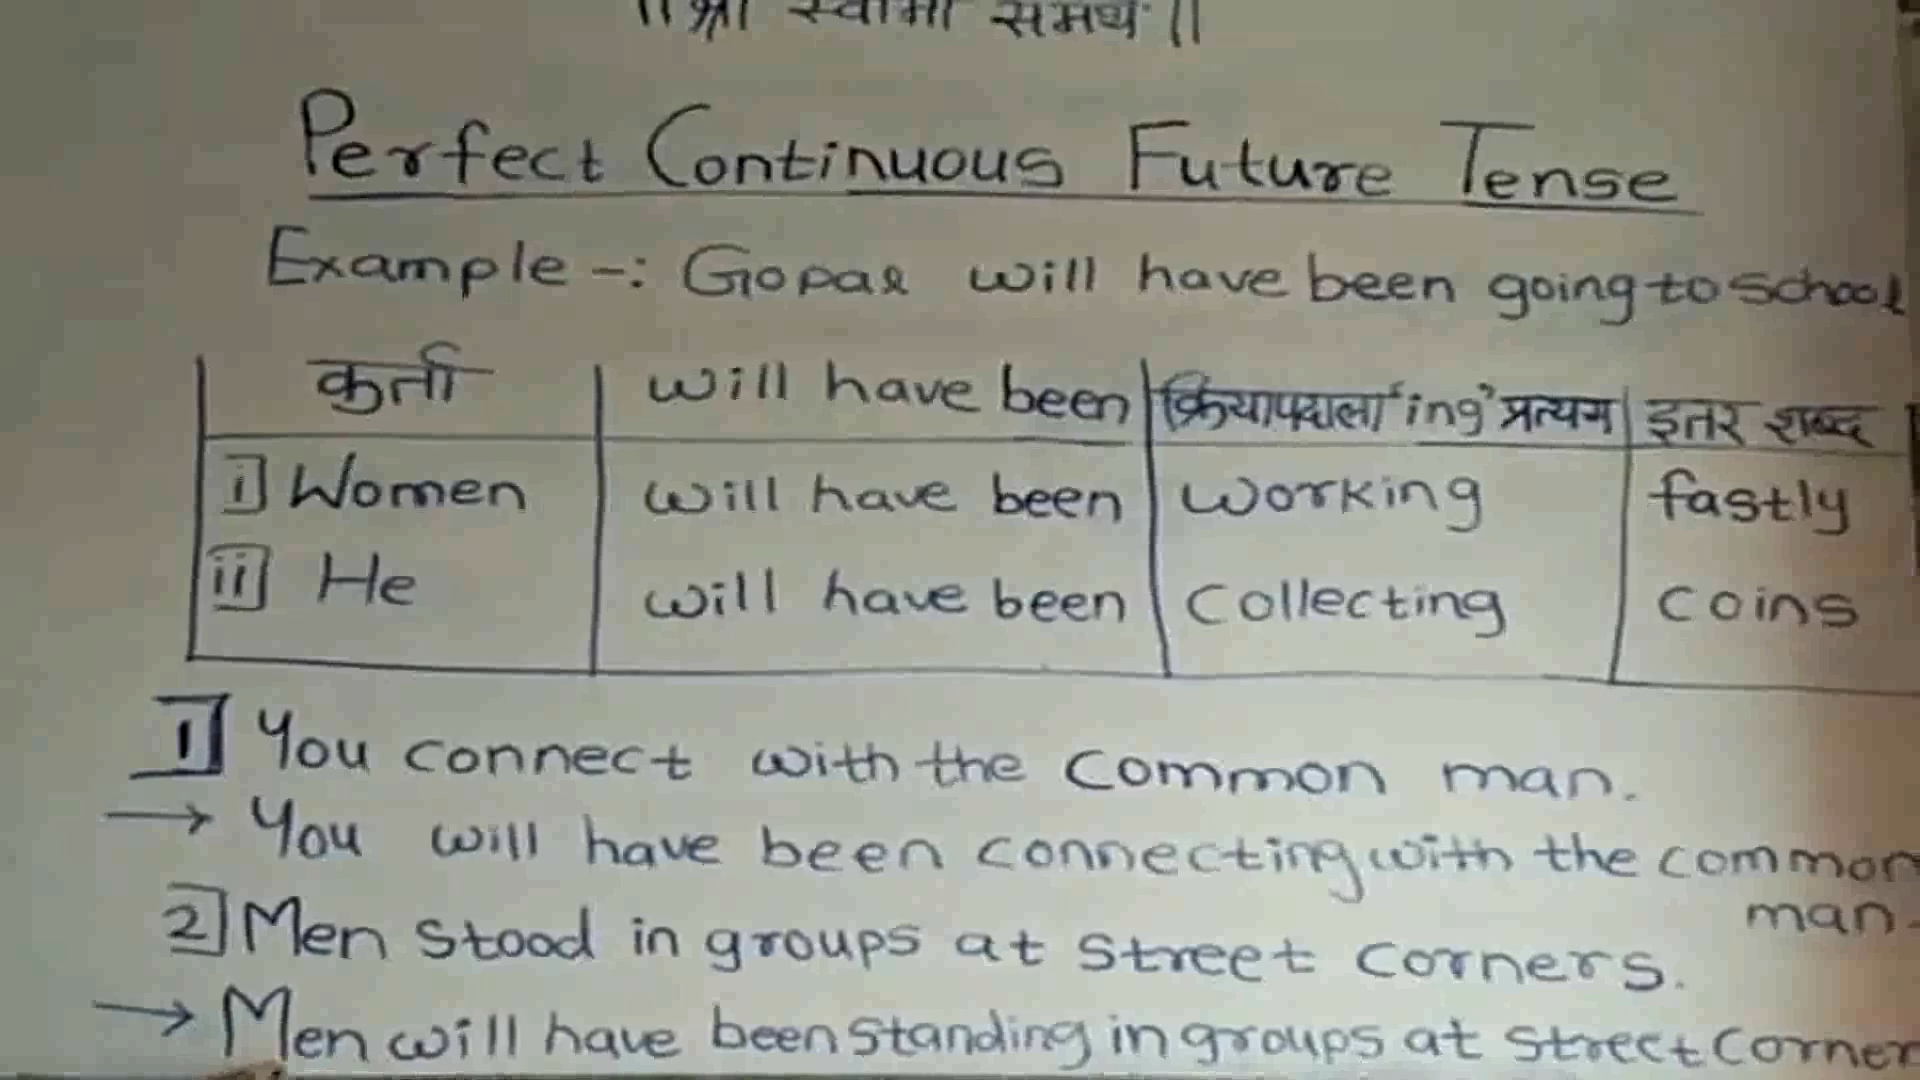 ॥ श्री स्वामी समर्थ ॥
Perfect Continuous Future Tense
Example -: Gopal will have been going to school
कर्ता will have been क्रियापदाला 'ing' प्रत्यय इतर शब्द
i] Women will have been working fastly
ii] He will have been collecting coins
1] You connect with the common man.
→ You will have been connecting with the common
man.
2] Men stood in groups at street corners.
→ Men will have been standing in groups at street corner